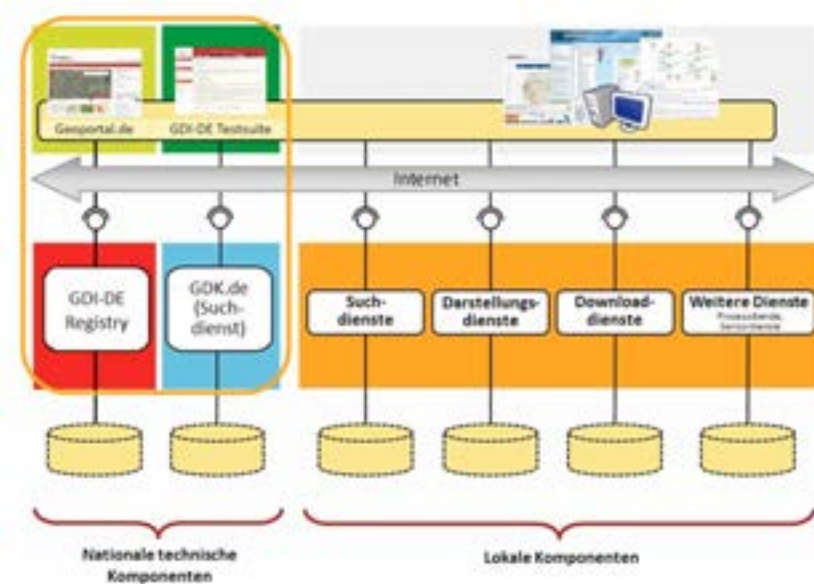 Geoportal.de
GDI-DE Testsuite
Internet
GDI-DE
Registry
GDK.de
(Such-
dienst)
Such-
dienste
Darstellungs-
dienste
Download-
dienste
Weitere Dienste
Nationale technische
Komponenten
Lokale Komponenten